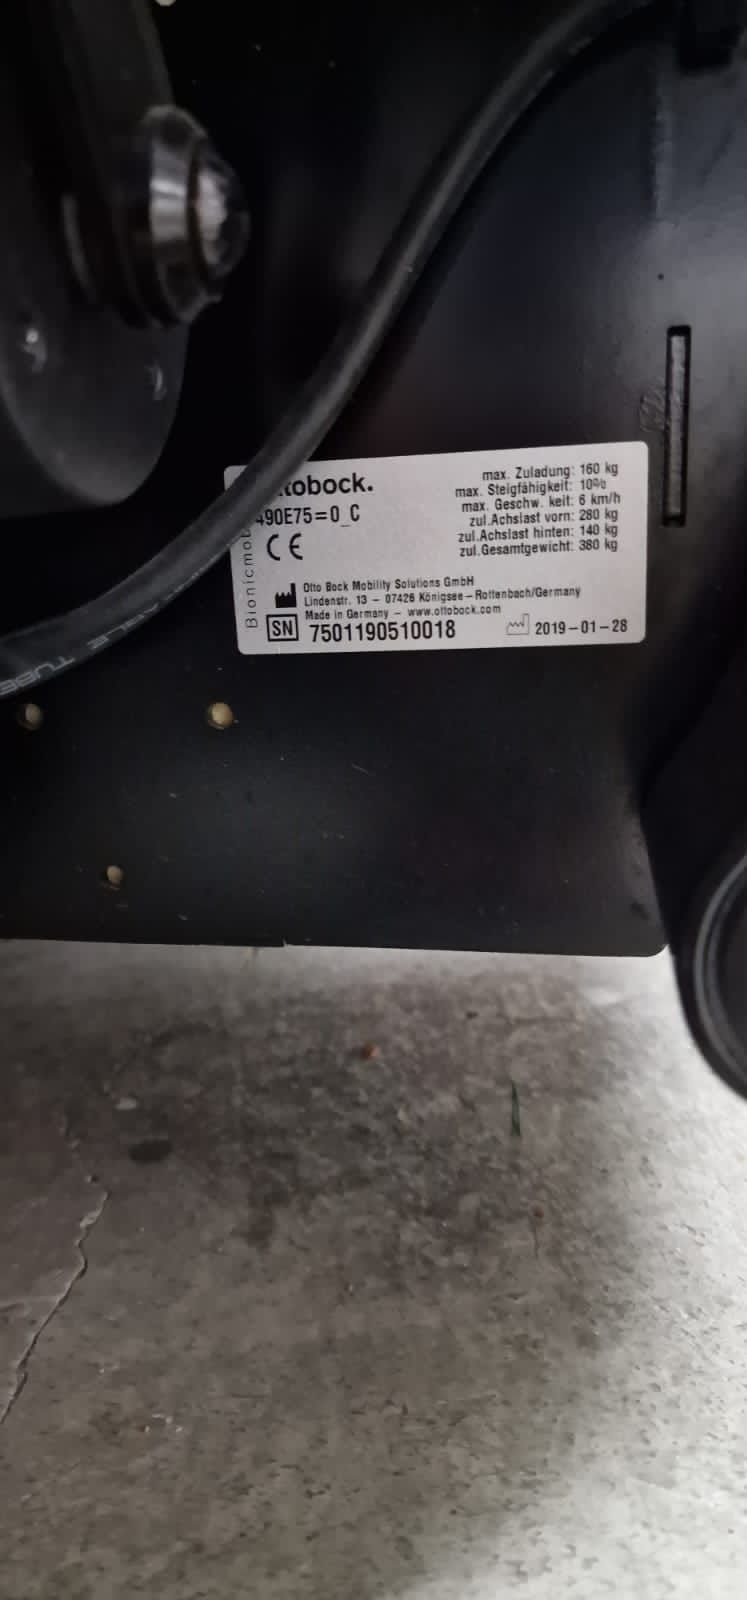 tobock.
490E75=0_C
CE
max. Zuladung: 160 kg
max. Steigfähigkeit: 10%
max. Geschw. keit: 6 km/h
zul.Achslast vorn: 280 kg
zul.Achslast hinten: 140 kg
zul.Gesamtgewicht: 380 kg
Otto Bock Mobility Solutions GmbH
Lindenstr. 13 – 07426 Königsee–Rottenbach/Germany
Made in Germany – www.ottobock.com
SN 7501190510018
2019–01–28
Bionicmo
TUBE